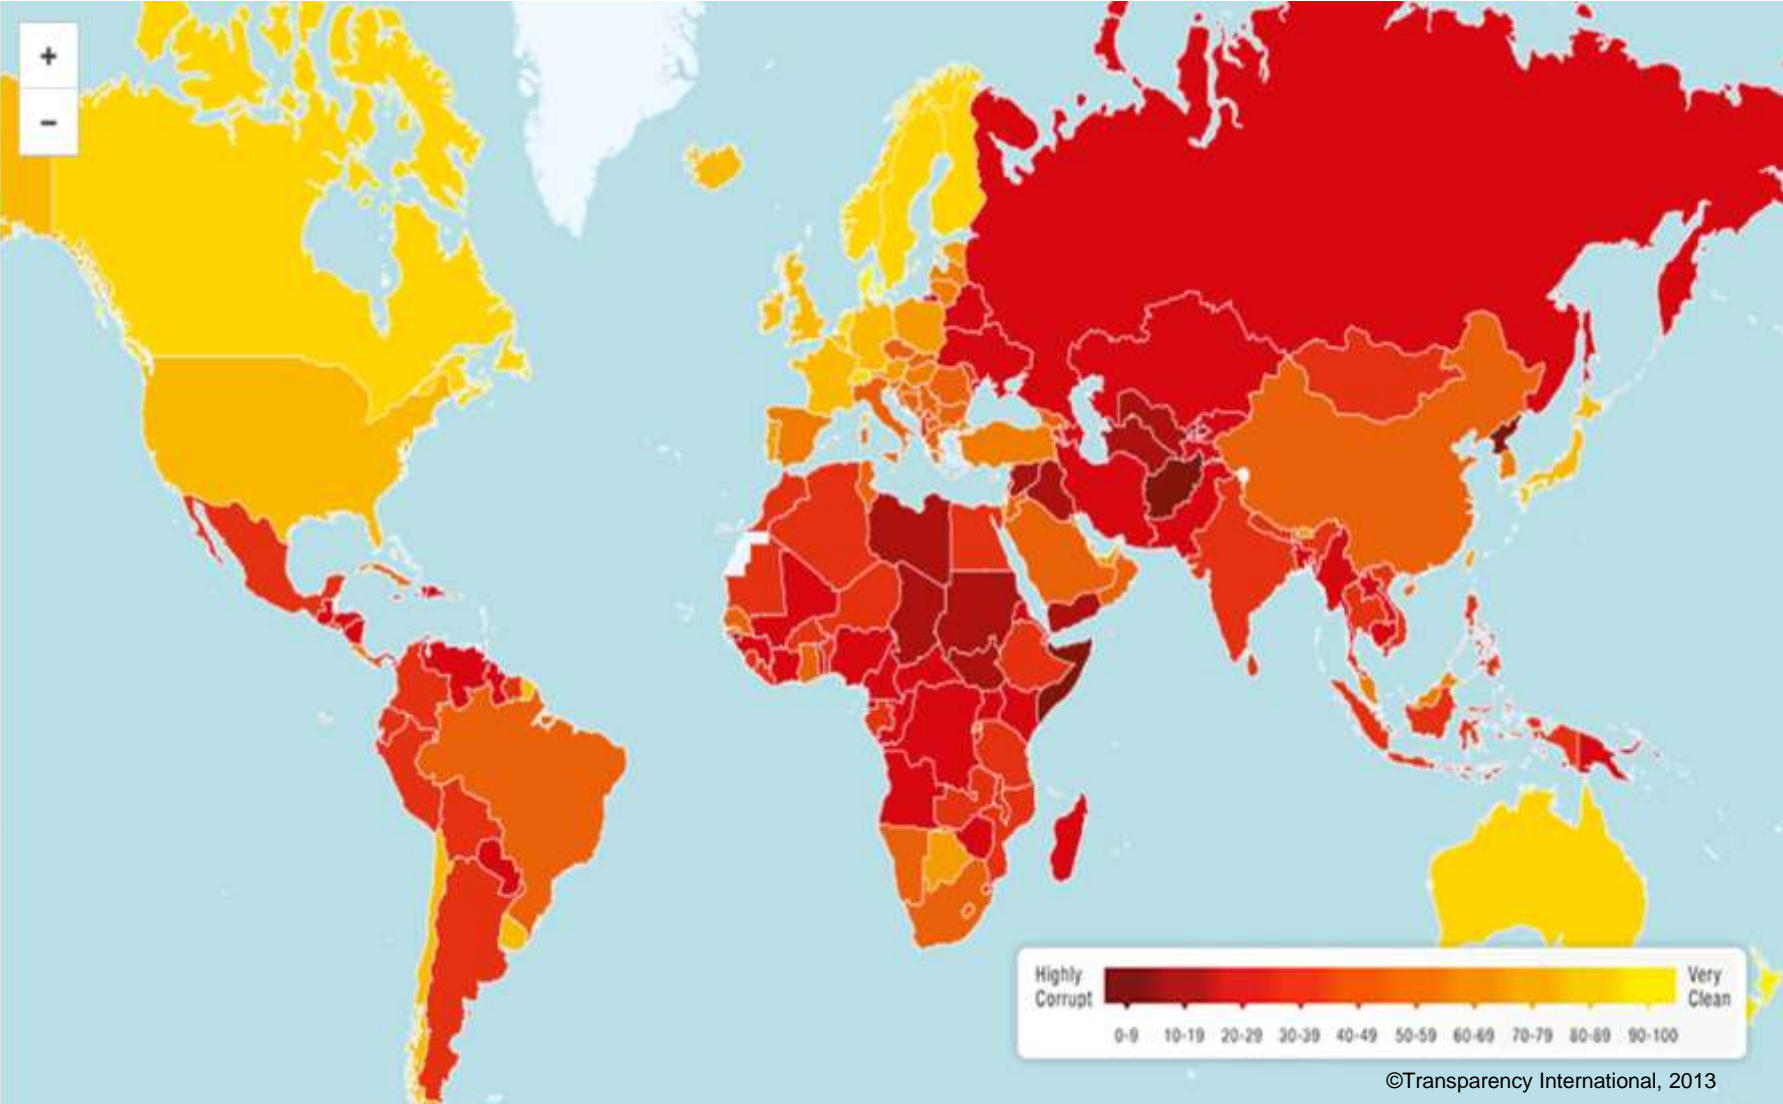 +
−
Highly
Corrupt
Very
Clean
0-9 10-19 20-29 30-39 40-49 50-59 60-69 70-79 80-89 90-100
©Transparency International, 2013